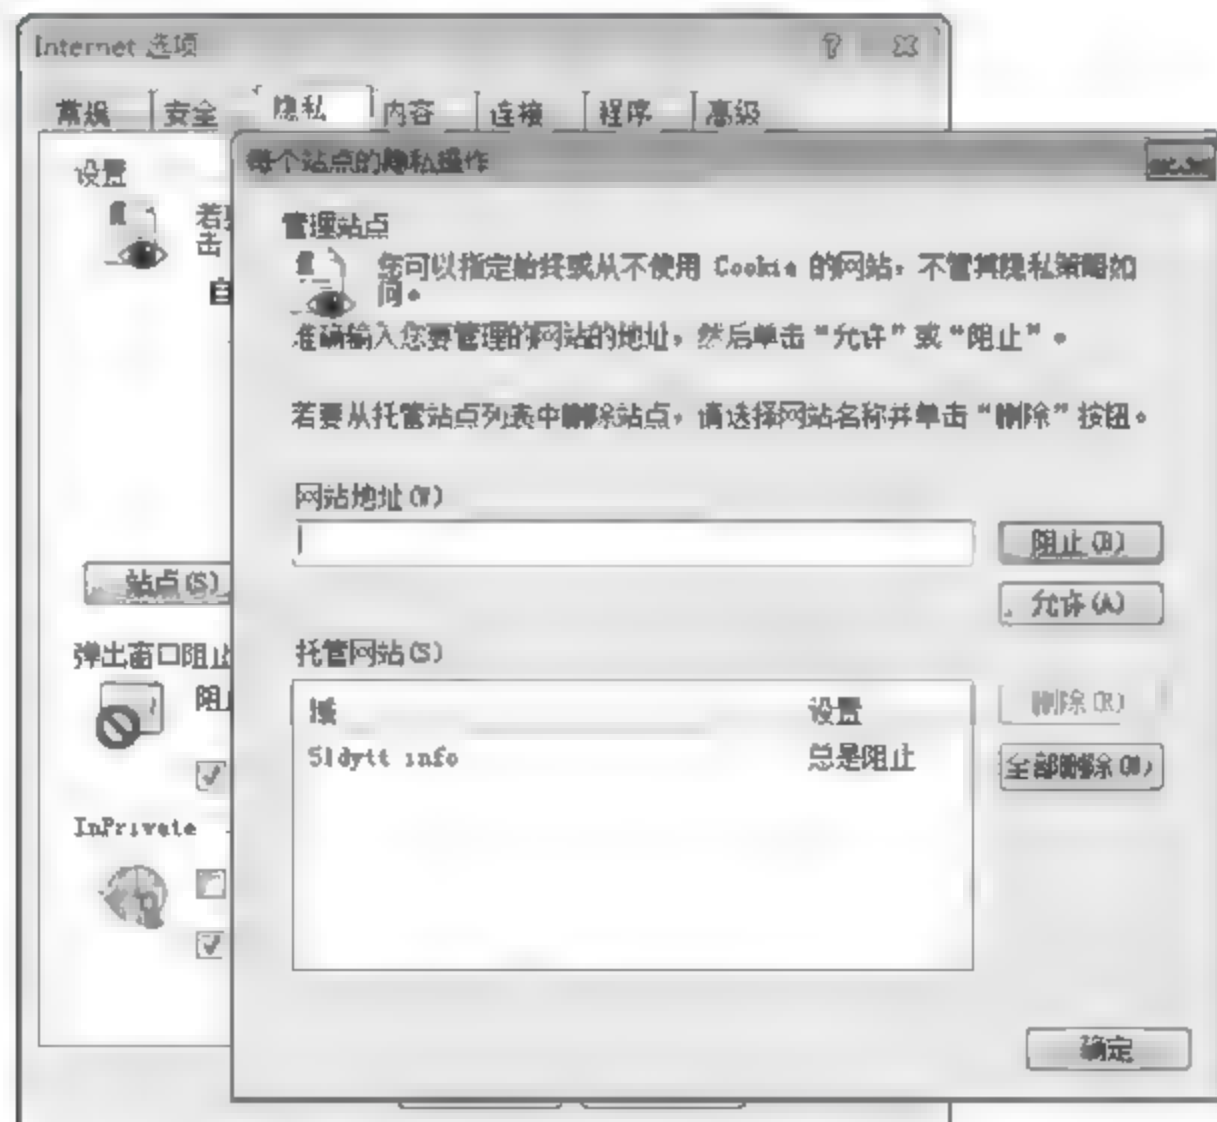 Internet 选项
常规 安全 隐私 内容 连接 程序 高级
每个站点的隐私操作
设置
管理站点
您可以指定始终或从不使用 Cookie 的网站，不管其隐私策略如
何。
若
击
自
准确输入您要管理的网站的地址，然后单击“允许”或“阻止”。
若要从托管站点列表中删除站点，请选择网站名称并单击“删除”按钮。
网站地址(W)
阻止(B)
站点(S)
允许(A)
弹出窗口阻止
托管网站(S)
阻止
域 设置
删除(R)
总是阻止
全部删除
InPrivate
确定